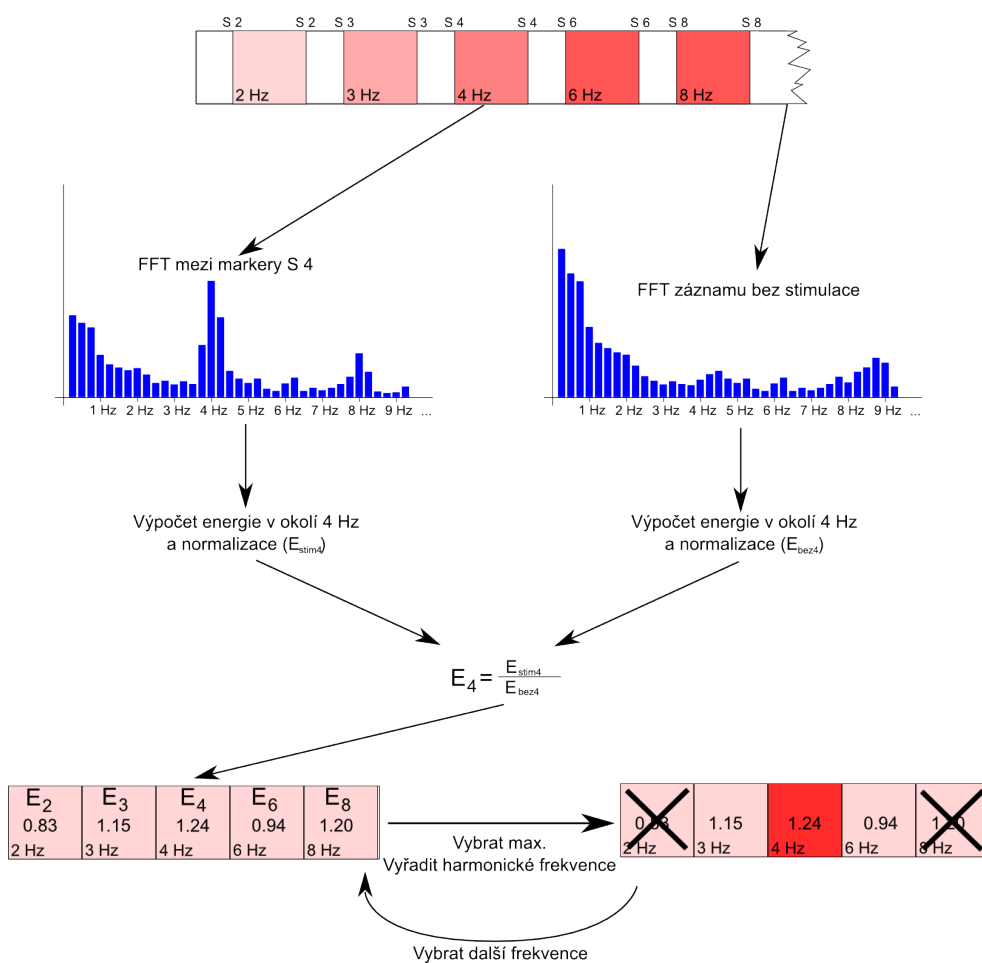 S 2 S 2 S 3 S 3 S 4 S 4 S 6 S 6 S 8 S 8
2 Hz 3 Hz 4 Hz 6 Hz 8 Hz
FFT mezi markery S 4
FFT záznamu bez stimulace
1 Hz 2 Hz 3 Hz 4 Hz 5 Hz 6 Hz 7 Hz 8 Hz 9 Hz ...
1 Hz 2 Hz 3 Hz 4 Hz 5 Hz 6 Hz 7 Hz 8 Hz 9 Hz ...
Výpočet energie v okolí 4 Hz
a normalizace (Estim4)
Výpočet energie v okolí 4 Hz
a normalizace (Ebez4)
E4 = Estim4
Ebez4
E2 E3 E4 E6 E8
0.83 1.15 1.24 0.94 1.20
2 Hz 3 Hz 4 Hz 6 Hz 8 Hz
Vybrat max.
Vyřadit harmonické frekvence
0.83 1.15 1.24 0.94 1.20
2 Hz 3 Hz 4 Hz 6 Hz 8 Hz
Vybrat další frekvence